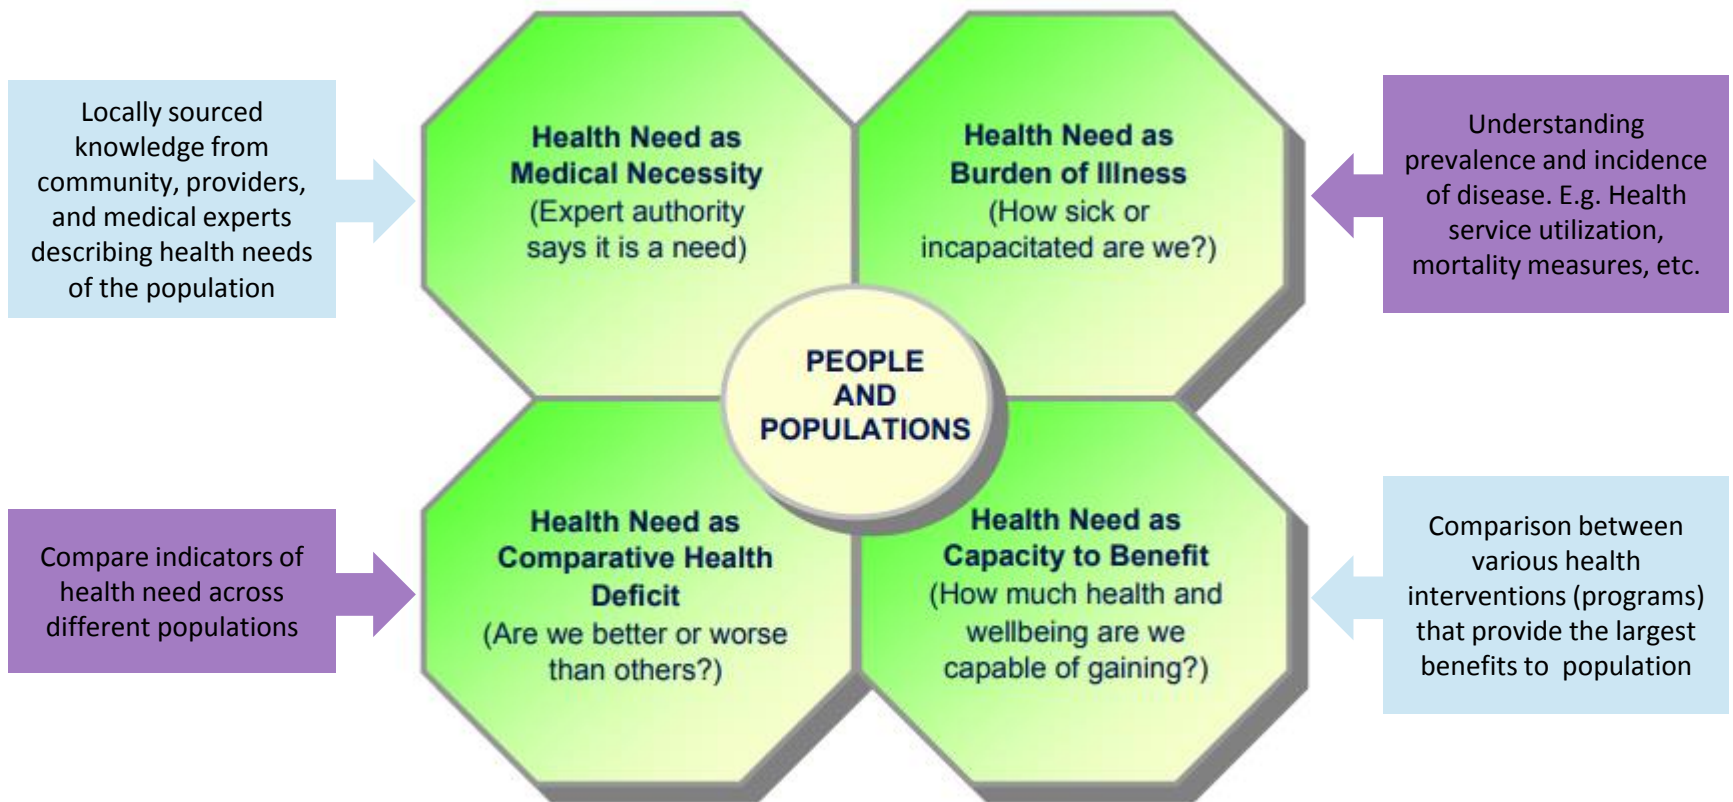 Locally sourced
knowledge from
community, providers,
and medical experts
describing health needs
of the population
Health Need as
Medical Necessity
(Expert authority
says it is a need)
Health Need as
Burden of Illness
(How sick or
incapacitated are we?)
Understanding
prevalence and incidence
of disease. E.g. Health
service utilization,
mortality measures, etc.
PEOPLE
AND
POPULATIONS
Compare indicators of
health need across
different populations
Health Need as
Comparative Health
Deficit
(Are we better or worse
than others?)
Health Need as
Capacity to Benefit
(How much health and
wellbeing are we
capable of gaining?)
Comparison between
various health
interventions (programs)
that provide the largest
benefits to population